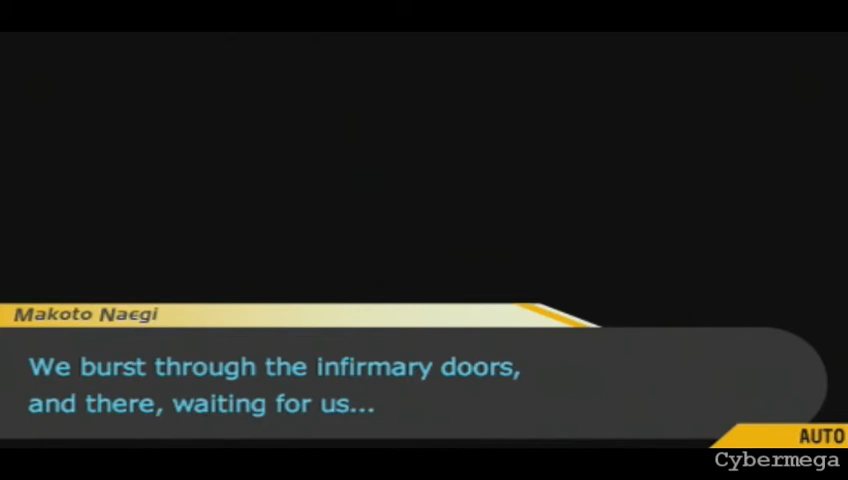 Makoto Naegi
We burst through the infirmary doors,
and there, waiting for us...
AUTO
Cybermega